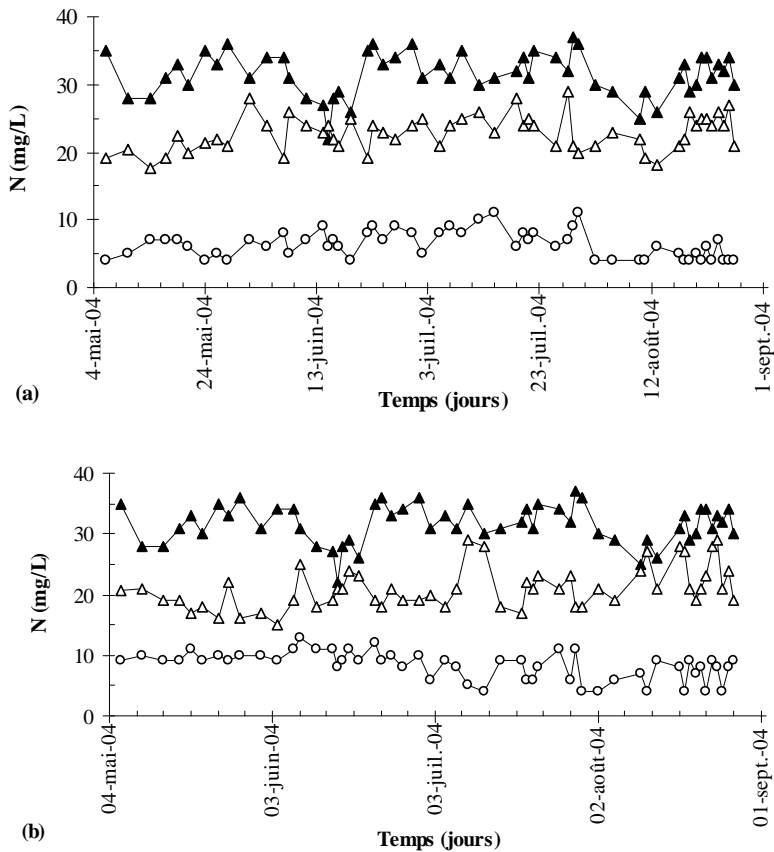 40
30
20
10
0
N (mg/L)
4-mai-04
24-mai-04
13-juin-04
3-juil.-04
23-juil.-04
12-août-04
1-sept.-04
(a)
Temps (jours)
40
30
20
10
0
N (mg/L)
04-mai-04
03-juin-04
03-juil.-04
02-août-04
01-sept.-04
(b)
Temps (jours)